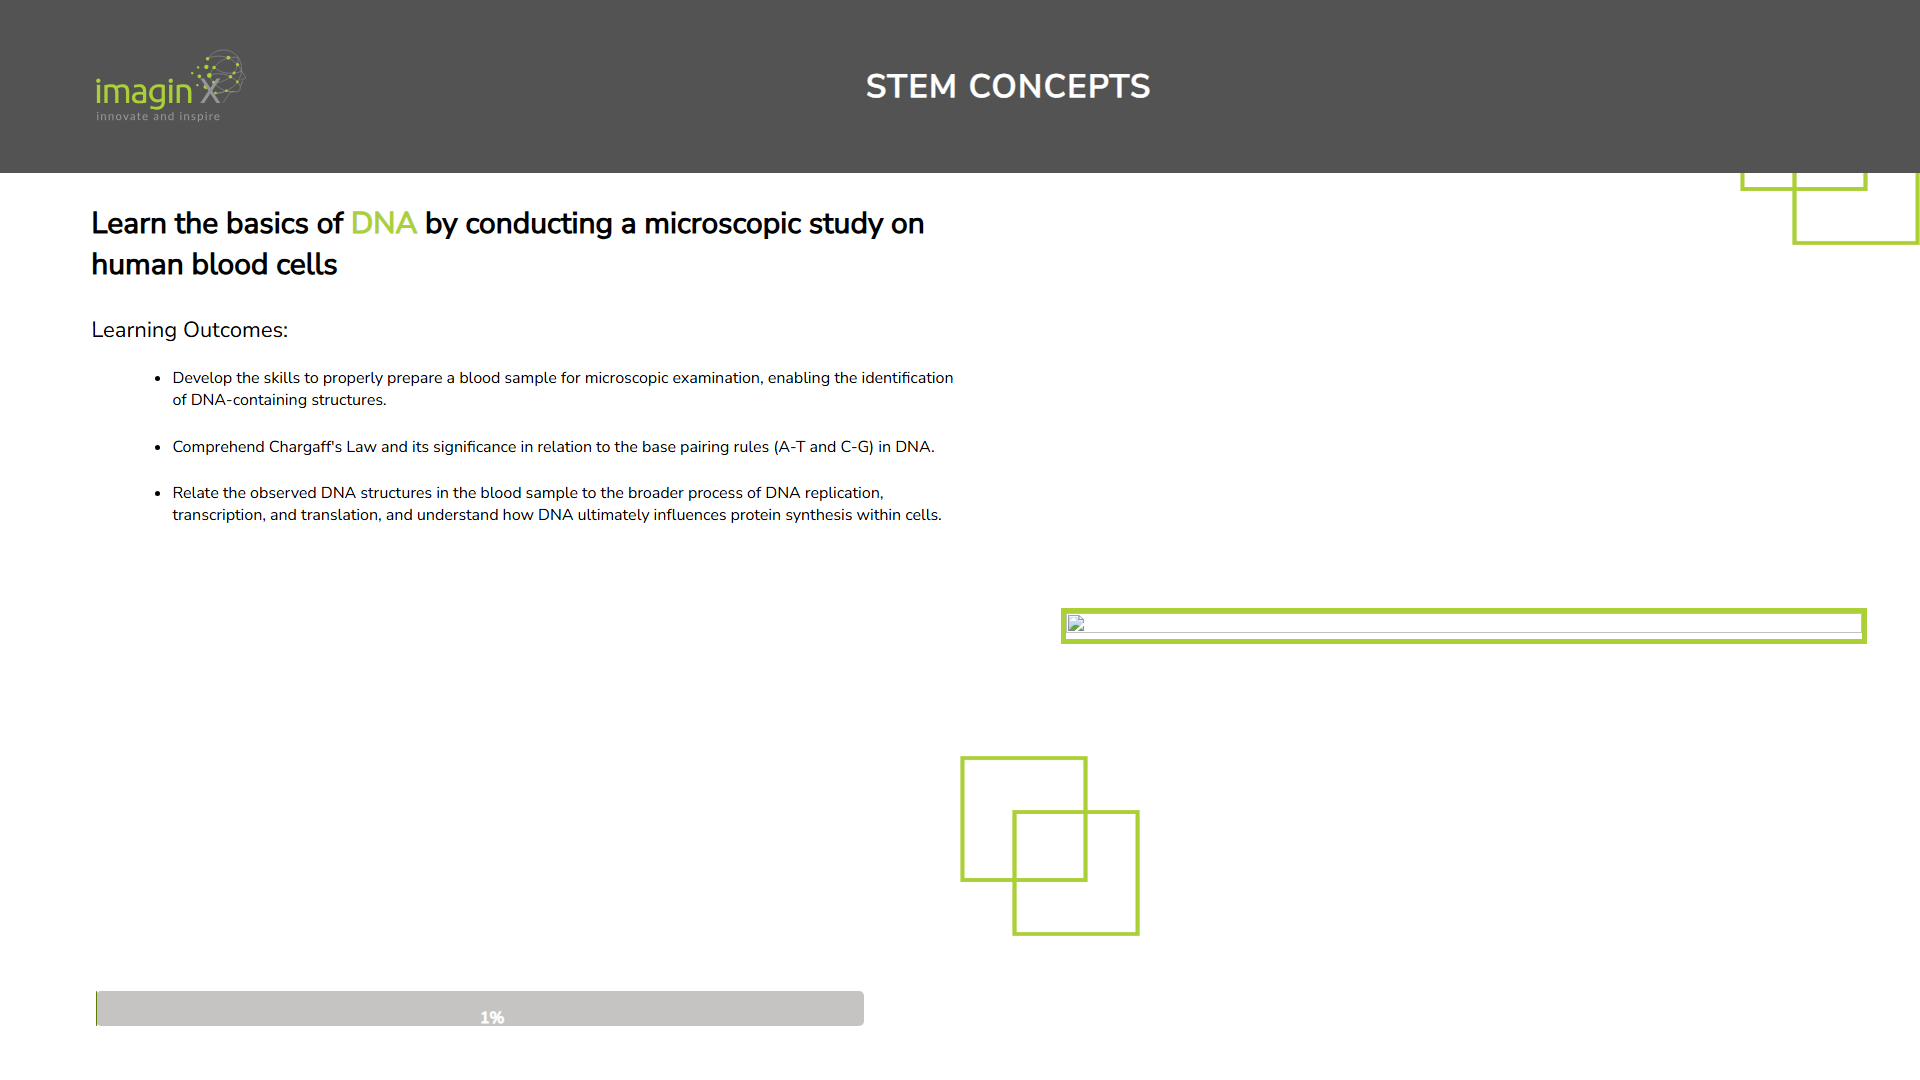 imagin X
innovate and inspire
STEM CONCEPTS
Learn the basics of DNA by conducting a microscopic study on
human blood cells
Learning Outcomes:
• Develop the skills to properly prepare a blood sample for microscopic examination, enabling the identification
of DNA-containing structures.
• Comprehend Chargaff's Law and its significance in relation to the base pairing rules (A-T and C-G) in DNA.
• Relate the observed DNA structures in the blood sample to the broader process of DNA replication,
transcription, and translation, and understand how DNA ultimately influences protein synthesis within cells.
1%